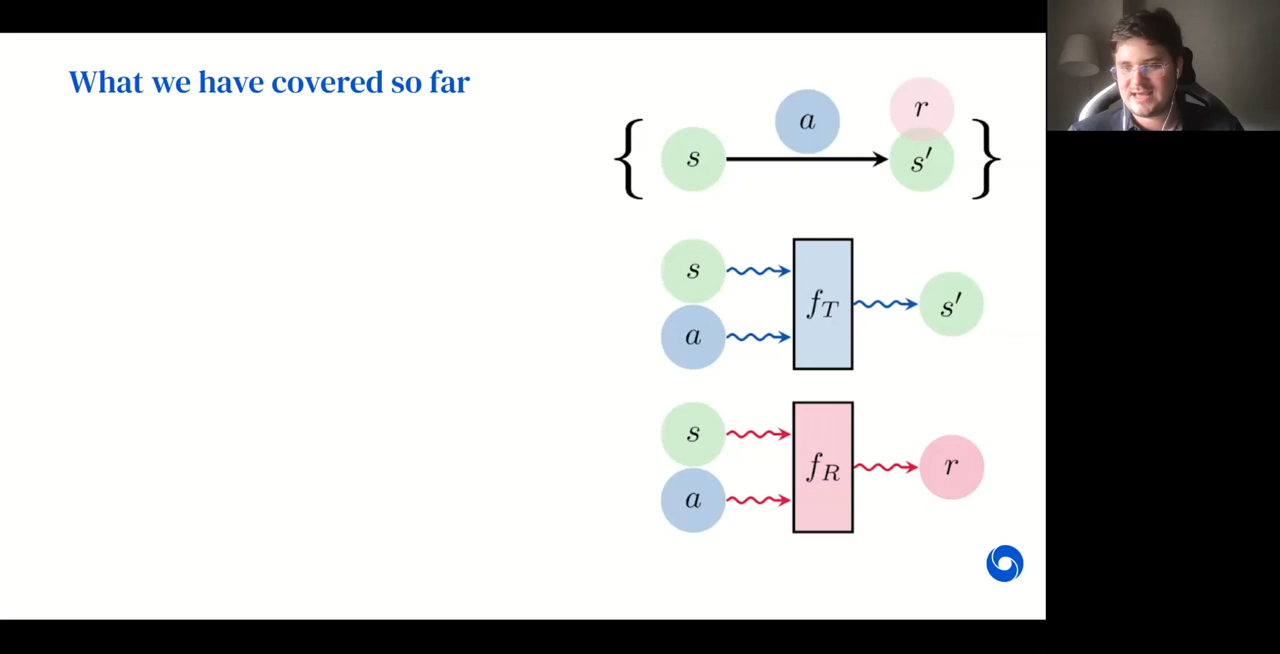 What we have covered so far
{ s a r s′ }
s a f_T s′
s a f_R r